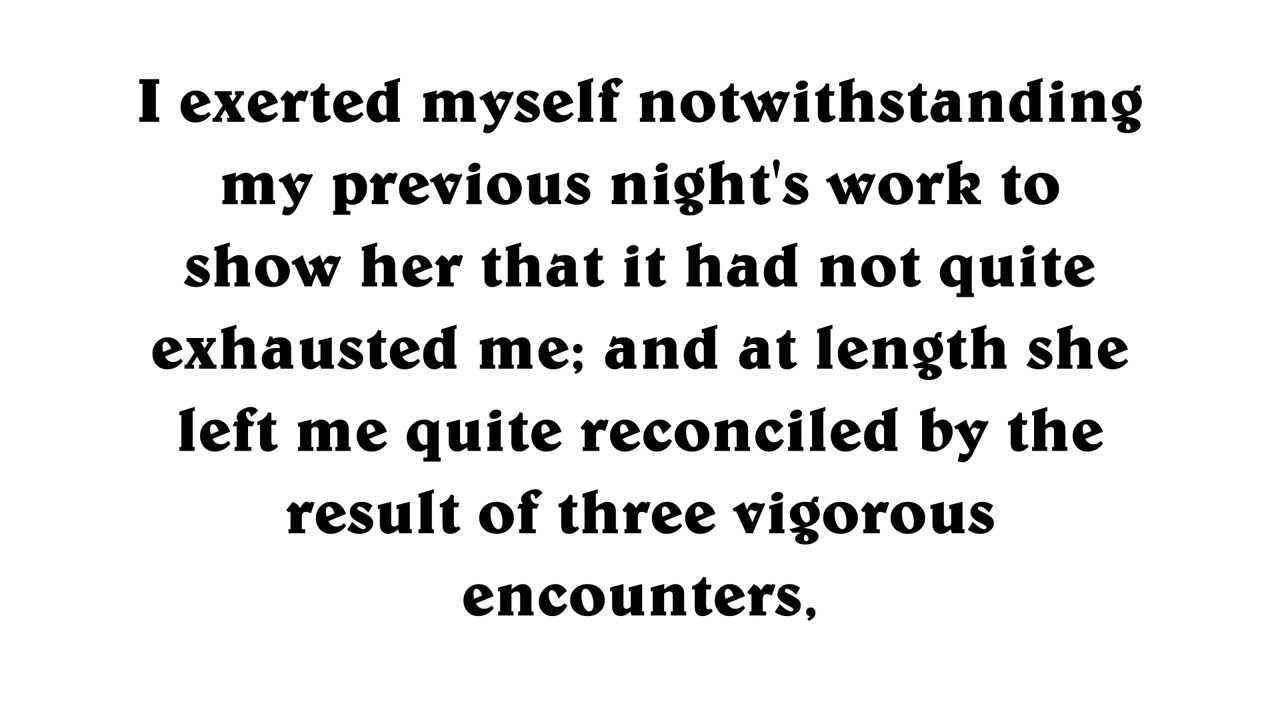 I exerted myself notwithstanding
my previous night's work to
show her that it had not quite
exhausted me; and at length she
left me quite reconciled by the
result of three vigorous
encounters,